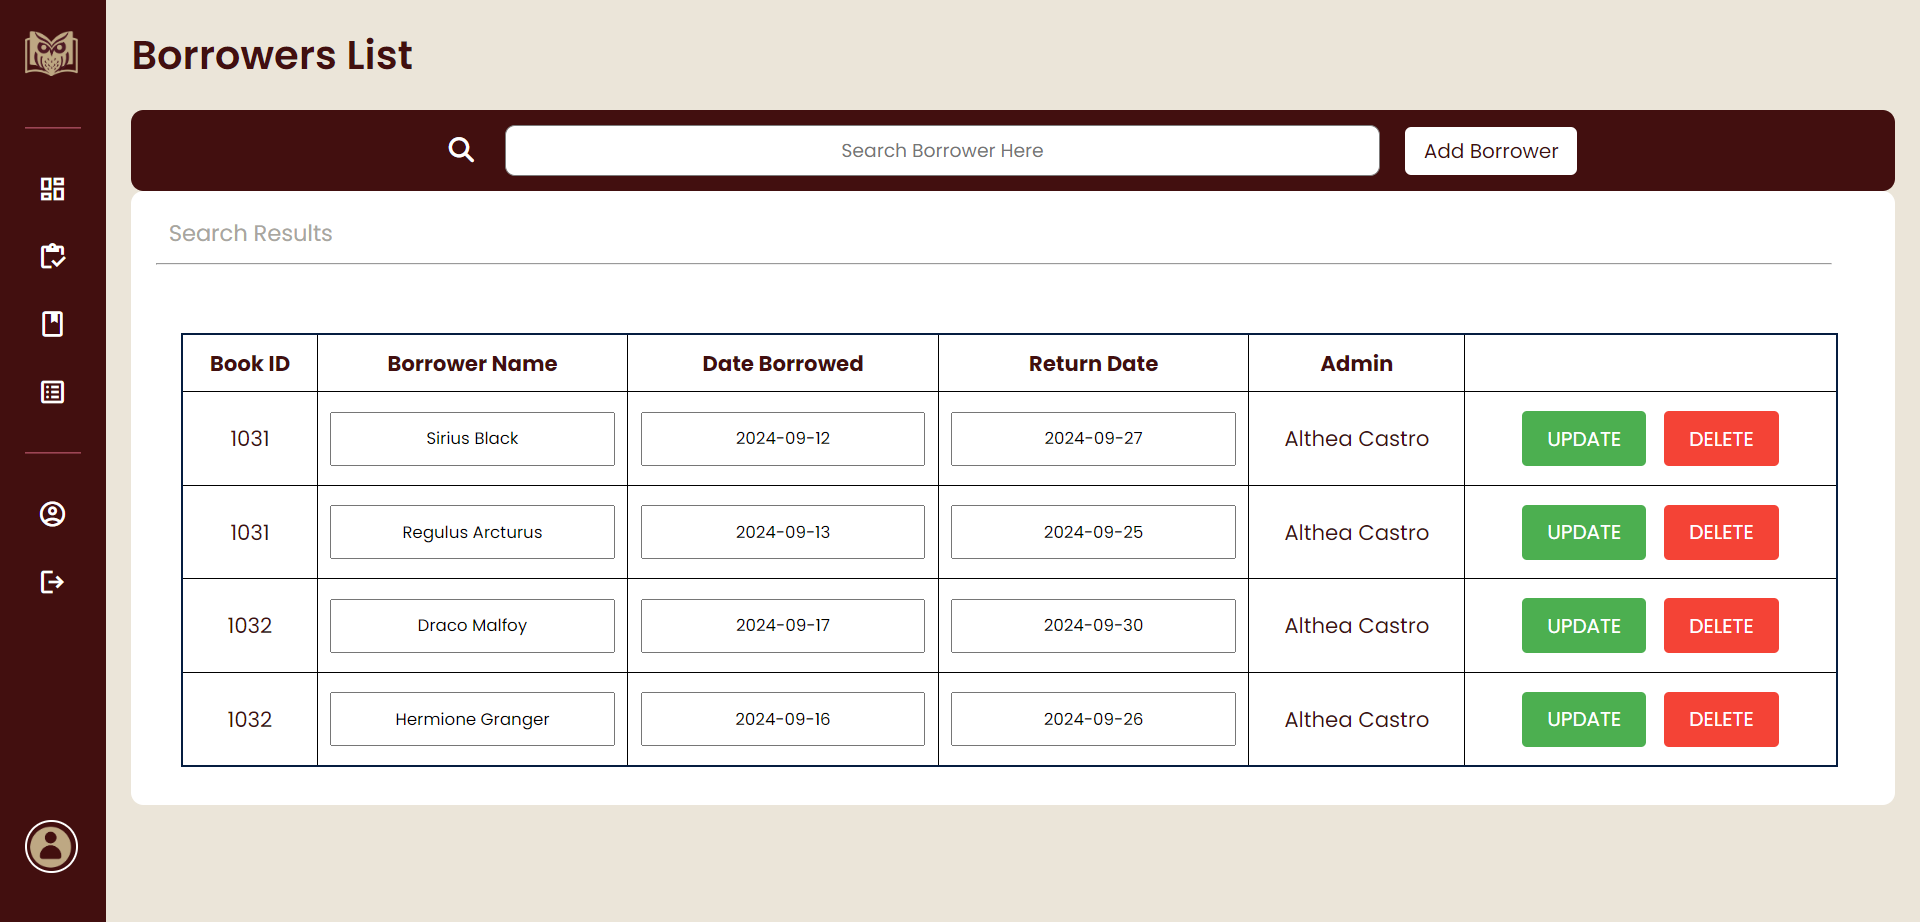 Borrowers List
Search Borrower Here Add Borrower
Search Results
Book ID Borrower Name Date Borrowed Return Date Admin
1031 Sirius Black 2024-09-12 2024-09-27 Althea Castro UPDATE DELETE
1031 Regulus Arcturus 2024-09-13 2024-09-25 Althea Castro UPDATE DELETE
1032 Draco Malfoy 2024-09-17 2024-09-30 Althea Castro UPDATE DELETE
1032 Hermione Granger 2024-09-16 2024-09-26 Althea Castro UPDATE DELETE